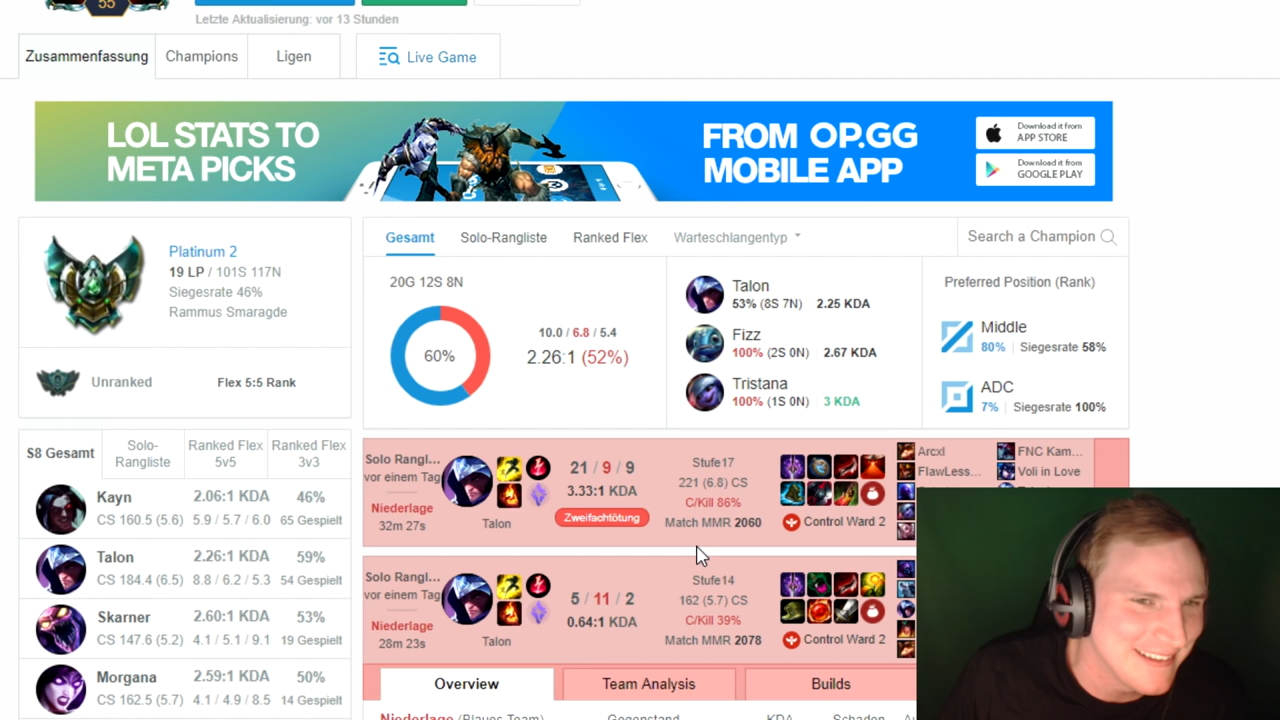 55
Letzte Aktualisierung: vor 13 Stunden
Zusammenfassung
Champions
Ligen
Live Game
LOL STATS TO
META PICKS
FROM OP.GG
MOBILE APP
Download it from
APP STORE
Download it from
GOOGLE PLAY
Platinum 2
19 LP / 101S 117N
Siegesrate 46%
Rammus Smaragde
Unranked
Flex 5:5 Rank
Gesamt
Solo-Rangliste
Ranked Flex
Warteschlangentyp
Search a Champion
20G 12S 8N
60%
10.0 / 6.8 / 5.4
2.26:1 (52%)
Talon
53% (8S 7N) 2.25 KDA
Fizz
100% (2S 0N) 2.67 KDA
Tristana
100% (1S 0N) 3 KDA
Preferred Position (Rank)
Middle
80% Siegesrate 58%
ADC
7% Siegesrate 100%
S8 Gesamt
Solo-
Rangliste
Ranked Flex
5v5
Ranked Flex
3v3
Kayn 2.06:1 KDA 46%
CS 160.5 (5.6) 5.9 / 5.7 / 6.0 65 Gespielt
Talon 2.26:1 KDA 59%
CS 184.4 (6.5) 8.8 / 6.2 / 5.3 54 Gespielt
Skarner 2.60:1 KDA 53%
CS 147.6 (5.2) 4.1 / 5.1 / 9.1 19 Gespielt
Morgana 2.59:1 KDA 50%
CS 162.5 (5.7) 4.1 / 4.9 / 8.5 14 Gespielt
Solo Rangl...
vor einem Tag
Niederlage
32m 27s
Talon
21 / 9 / 9
3.33:1 KDA
Zweifachtötung
Stufe17
221 (6.8) CS
C/Kill 86%
Match MMR 2060
Control Ward 2
Arcxl
FlawLess...
FNC Kam...
Voli in Love
Solo Rangl...
vor einem Tag
Niederlage
28m 23s
Talon
5 / 11 / 2
0.64:1 KDA
Stufe14
162 (5.7) CS
C/Kill 39%
Match MMR 2078
Control Ward 2
Overview
Team Analysis
Builds
Niederlage (Blaues Team)
Gegenstand
KDA
Schaden